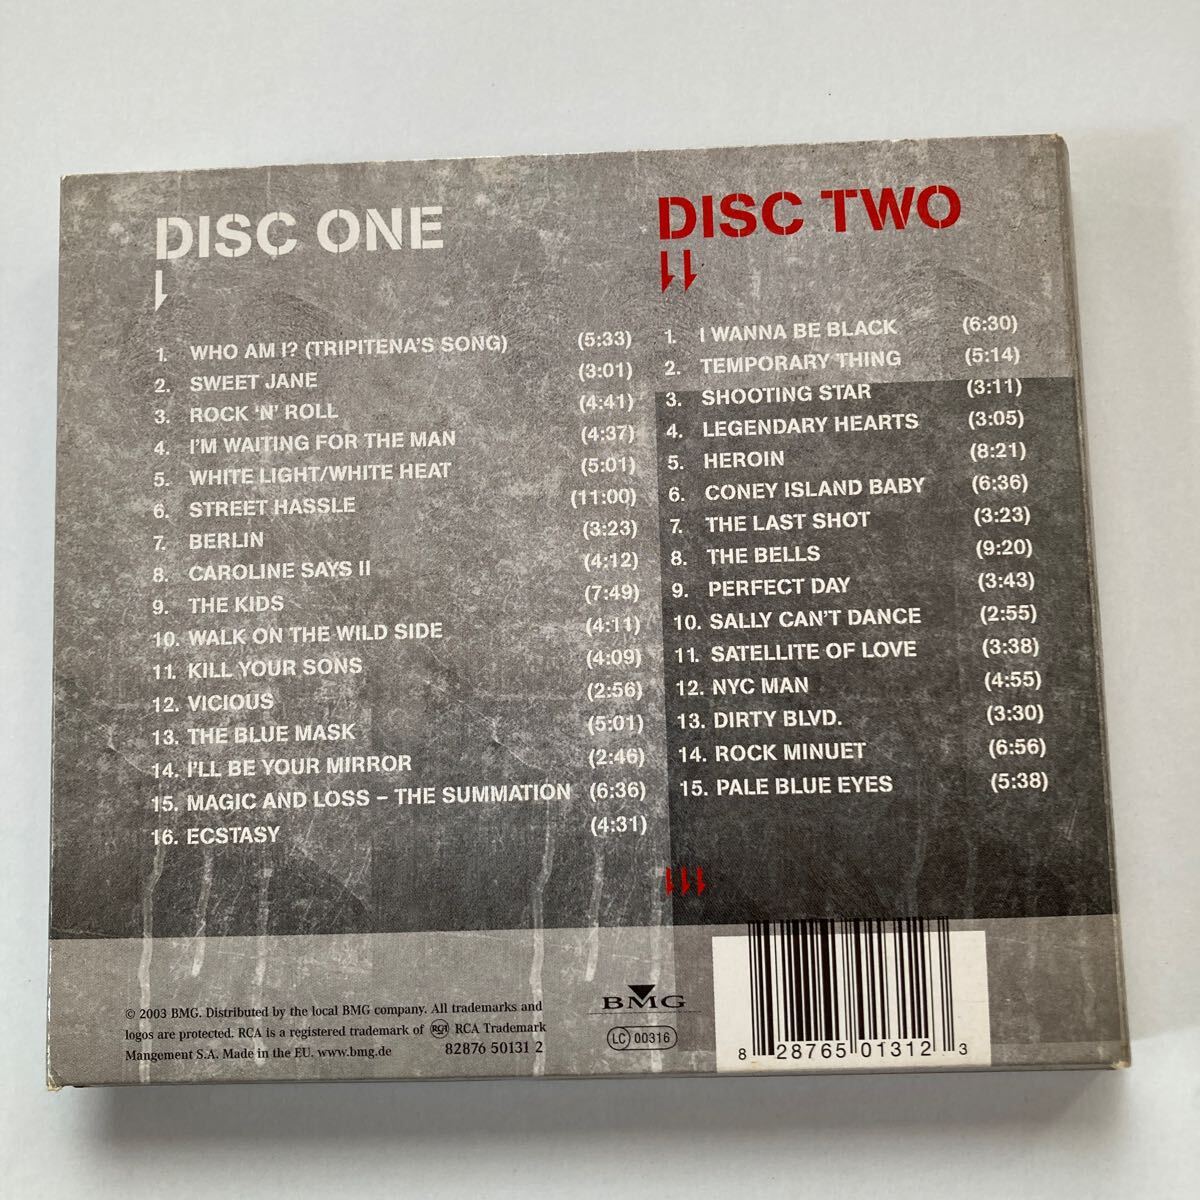 DISC ONE
1. WHO AM I? (TRIPITENA'S SONG) (5:33)
2. SWEET JANE (3:01)
3. ROCK 'N' ROLL (4:41)
4. I'M WAITING FOR THE MAN (4:37)
5. WHITE LIGHT/WHITE HEAT (5:01)
6. STREET HASSLE (11:00)
7. BERLIN (3:23)
8. CAROLINE SAYS II (4:12)
9. THE KIDS (7:49)
10. WALK ON THE WILD SIDE (4:11)
11. KILL YOUR SONS (4:09)
12. VICIOUS (2:56)
13. THE BLUE MASK (5:01)
14. I'LL BE YOUR MIRROR (2:46)
15. MAGIC AND LOSS – THE SUMMATION (6:36)
16. ECSTASY (4:31)
DISC TWO
1. I WANNA BE BLACK (6:30)
2. TEMPORARY THING (5:14)
3. SHOOTING STAR (3:11)
4. LEGENDARY HEARTS (3:05)
5. HEROIN (8:21)
6. CONEY ISLAND BABY (6:36)
7. THE LAST SHOT (3:23)
8. THE BELLS (9:20)
9. PERFECT DAY (3:43)
10. SALLY CAN'T DANCE (2:55)
11. SATELLITE OF LOVE (3:38)
12. NYC MAN (4:55)
13. DIRTY BLVD. (3:30)
14. ROCK MINUET (6:56)
15. PALE BLUE EYES (5:38)
© 2003 BMG. Distributed by the local BMG company. All trademarks and
logos are protected. RCA is a registered trademark of RCA RCA Trademark
Mangement S.A. Made in the EU. www.bmg.de 82876 50131 2
BMG
LC 00316
8 28765 01312 3